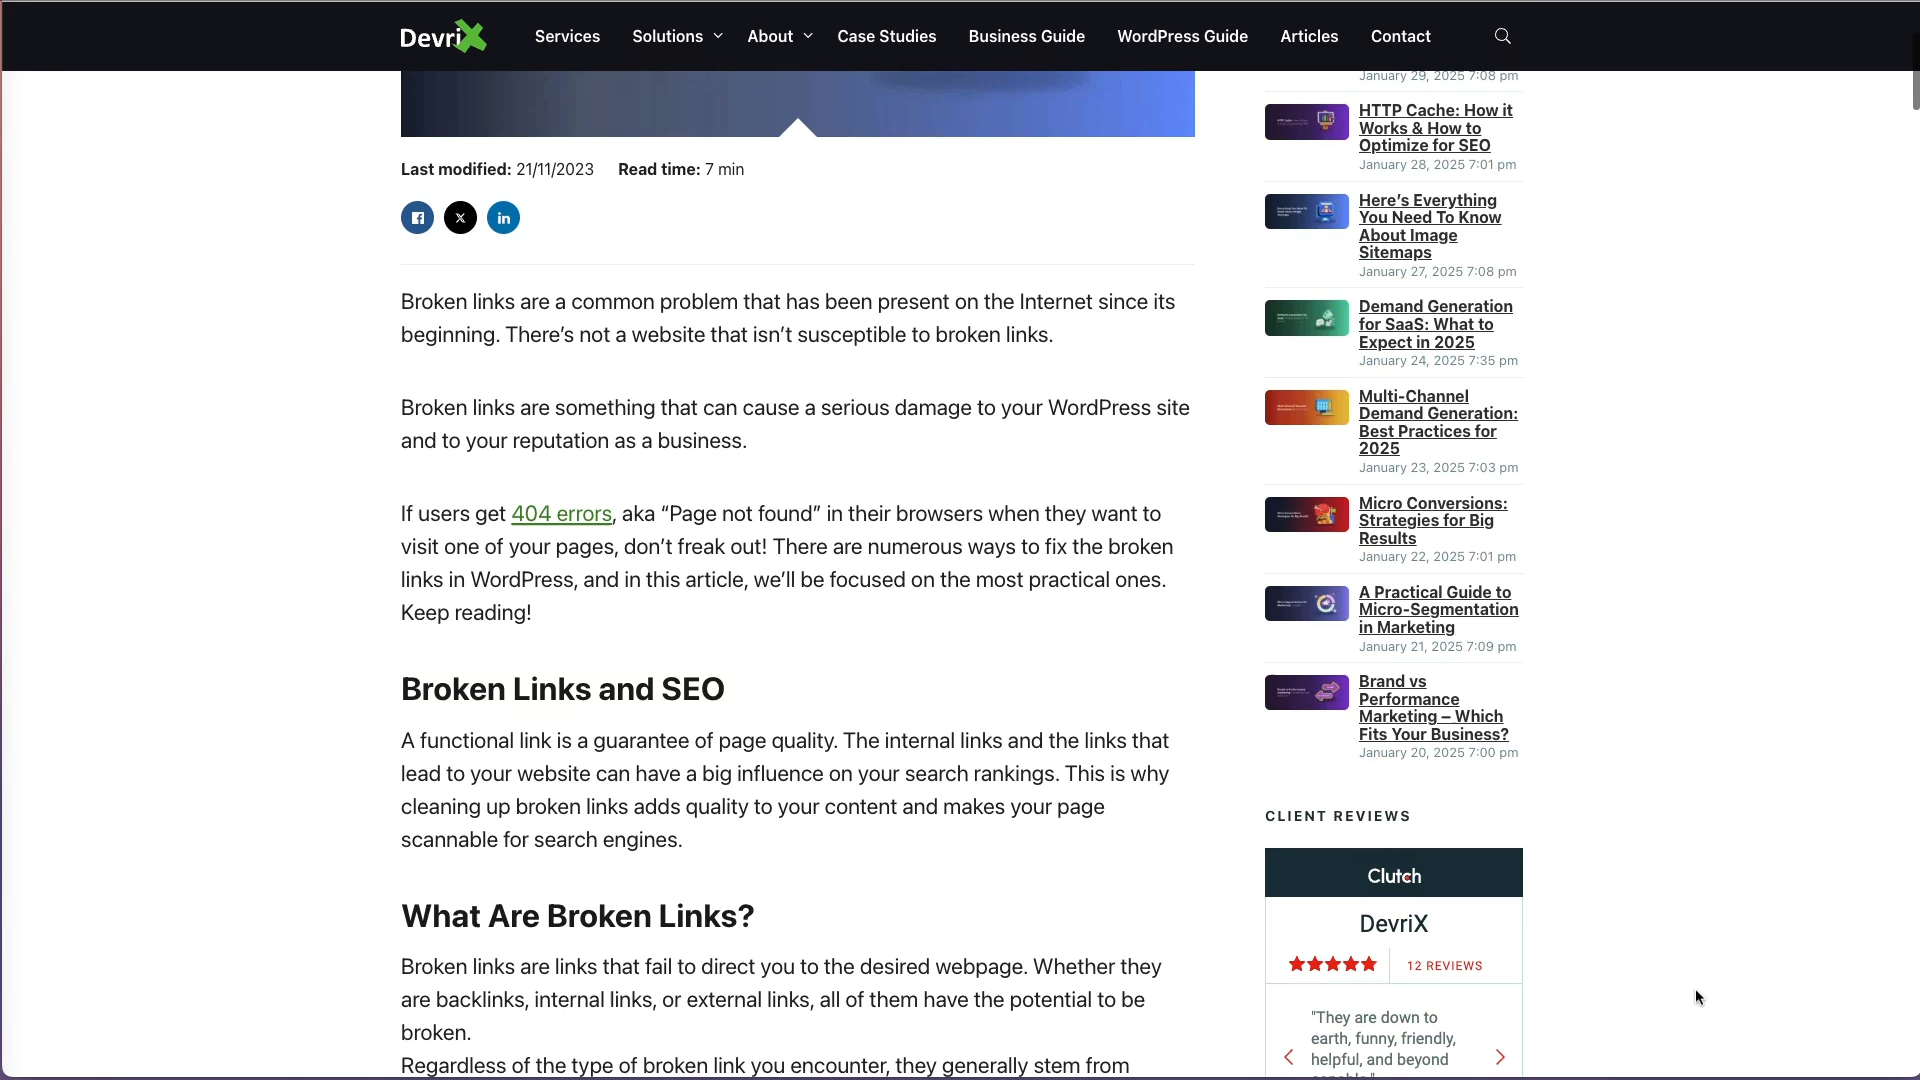 DevriX
Services Solutions About Case Studies Business Guide WordPress Guide Articles Contact
Last modified: 21/11/2023 Read time: 7 min
Broken links are a common problem that has been present on the Internet since its
beginning. There’s not a website that isn’t susceptible to broken links.
Broken links are something that can cause a serious damage to your WordPress site
and to your reputation as a business.
If users get 404 errors, aka “Page not found” in their browsers when they want to
visit one of your pages, don’t freak out! There are numerous ways to fix the broken
links in WordPress, and in this article, we’ll be focused on the most practical ones.
Keep reading!
Broken Links and SEO
A functional link is a guarantee of page quality. The internal links and the links that
lead to your website can have a big influence on your search rankings. This is why
cleaning up broken links adds quality to your content and makes your page
scannable for search engines.
What Are Broken Links?
Broken links are links that fail to direct you to the desired webpage. Whether they
are backlinks, internal links, or external links, all of them have the potential to be
broken.
Regardless of the type of broken link you encounter, they generally stem from
January 29, 2025 7:08 pm
HTTP Cache: How it
Works & How to
Optimize for SEO
January 28, 2025 7:01 pm
Here’s Everything
You Need To Know
About Image
Sitemaps
January 27, 2025 7:08 pm
Demand Generation
for SaaS: What to
Expect in 2025
January 24, 2025 7:35 pm
Multi-Channel
Demand Generation:
Best Practices for
2025
January 23, 2025 7:03 pm
Micro Conversions:
Strategies for Big
Results
January 22, 2025 7:01 pm
A Practical Guide to
Micro-Segmentation
in Marketing
January 21, 2025 7:09 pm
Brand vs
Performance
Marketing – Which
Fits Your Business?
January 20, 2025 7:00 pm
CLIENT REVIEWS
Clutch
DevriX
12 REVIEWS
"They are down to
earth, funny, friendly,
helpful, and beyond